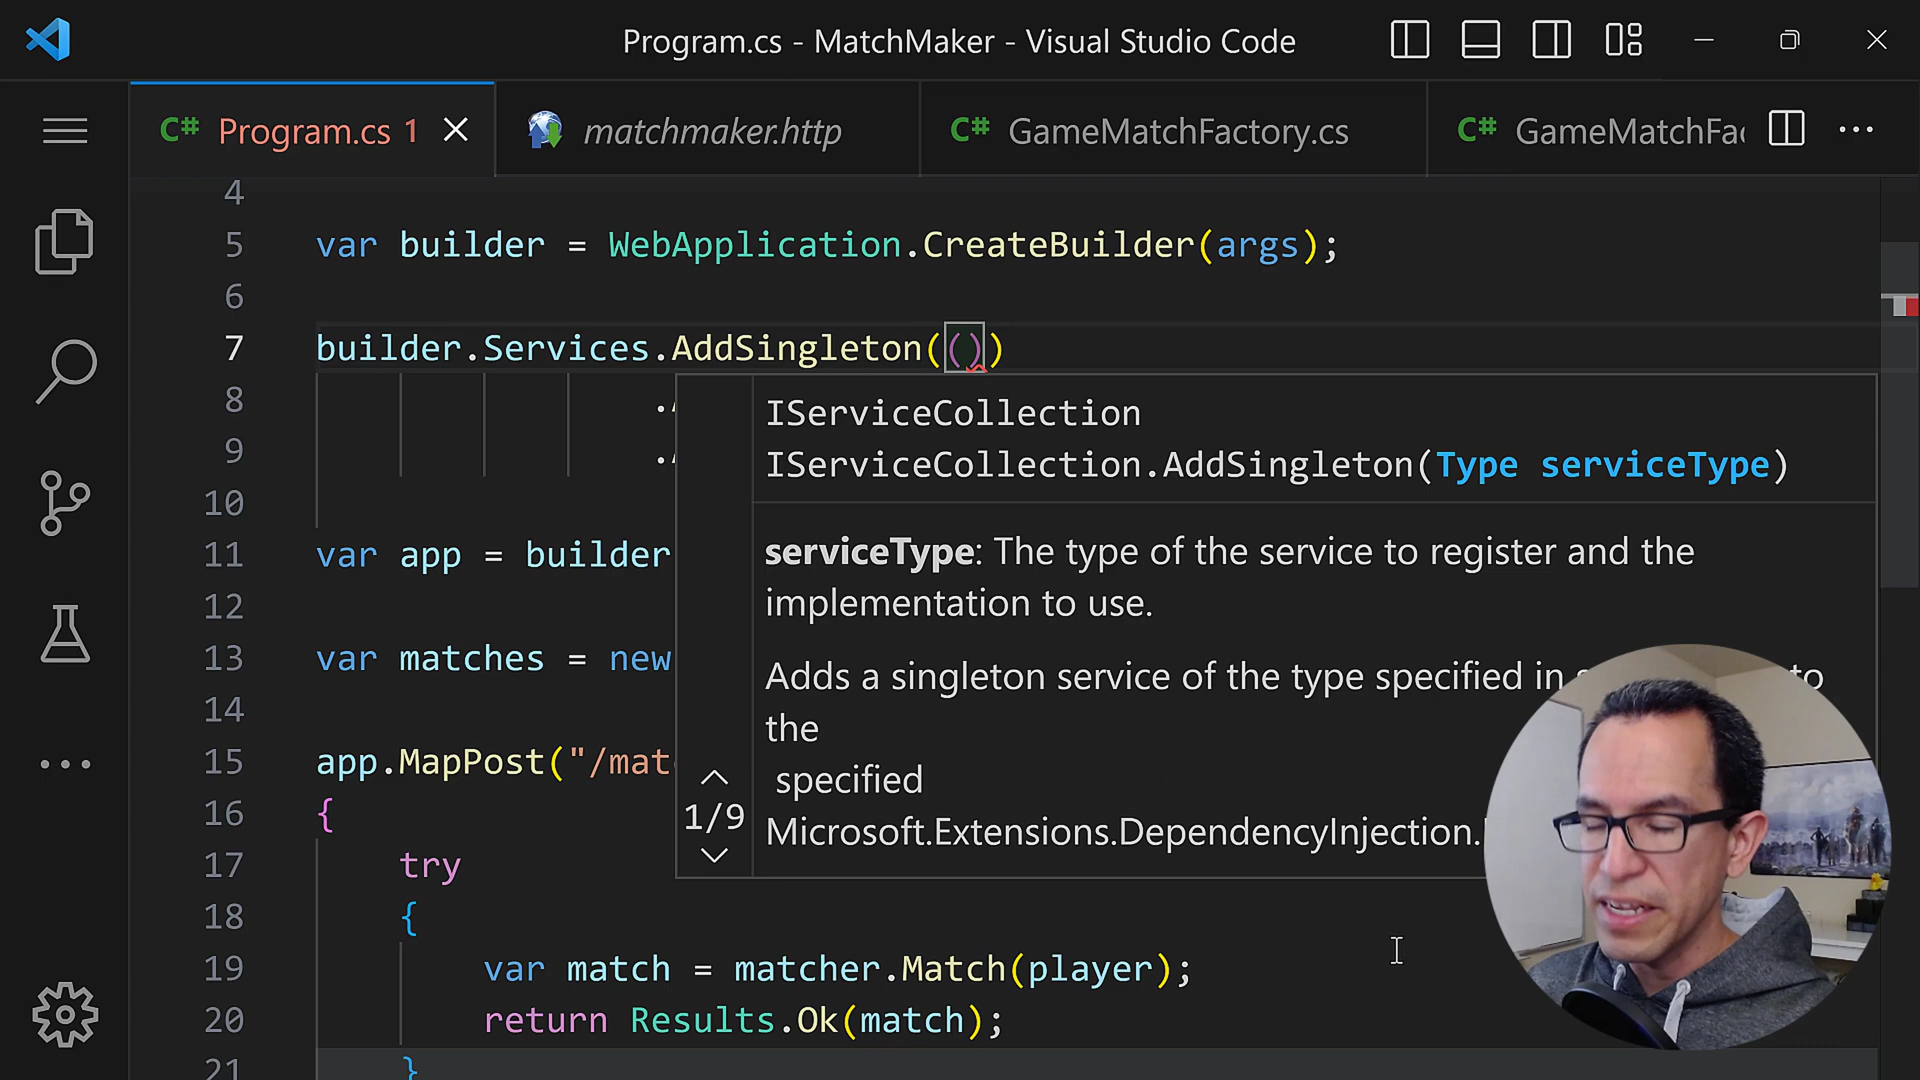 Program.cs - MatchMaker - Visual Studio Code
C# Program.cs 1
matchmaker.http
C# GameMatchFactory.cs
C# GameMatchFac
4
5 var builder = WebApplication.CreateBuilder(args);
6
7 builder.Services.AddSingleton(())
8 .
9 .
10
11 var app = builder
12
13 var matches = new
14
15 app.MapPost("/mat
16 {
17 try
18 {
19 var match = matcher.Match(player);
20 return Results.Ok(match);
21 }
IServiceCollection
IServiceCollection.AddSingleton(Type serviceType)
serviceType: The type of the service to register and the
implementation to use.
Adds a singleton service of the type specified in to
the
specified
Microsoft.Extensions.DependencyInjection.
1/9